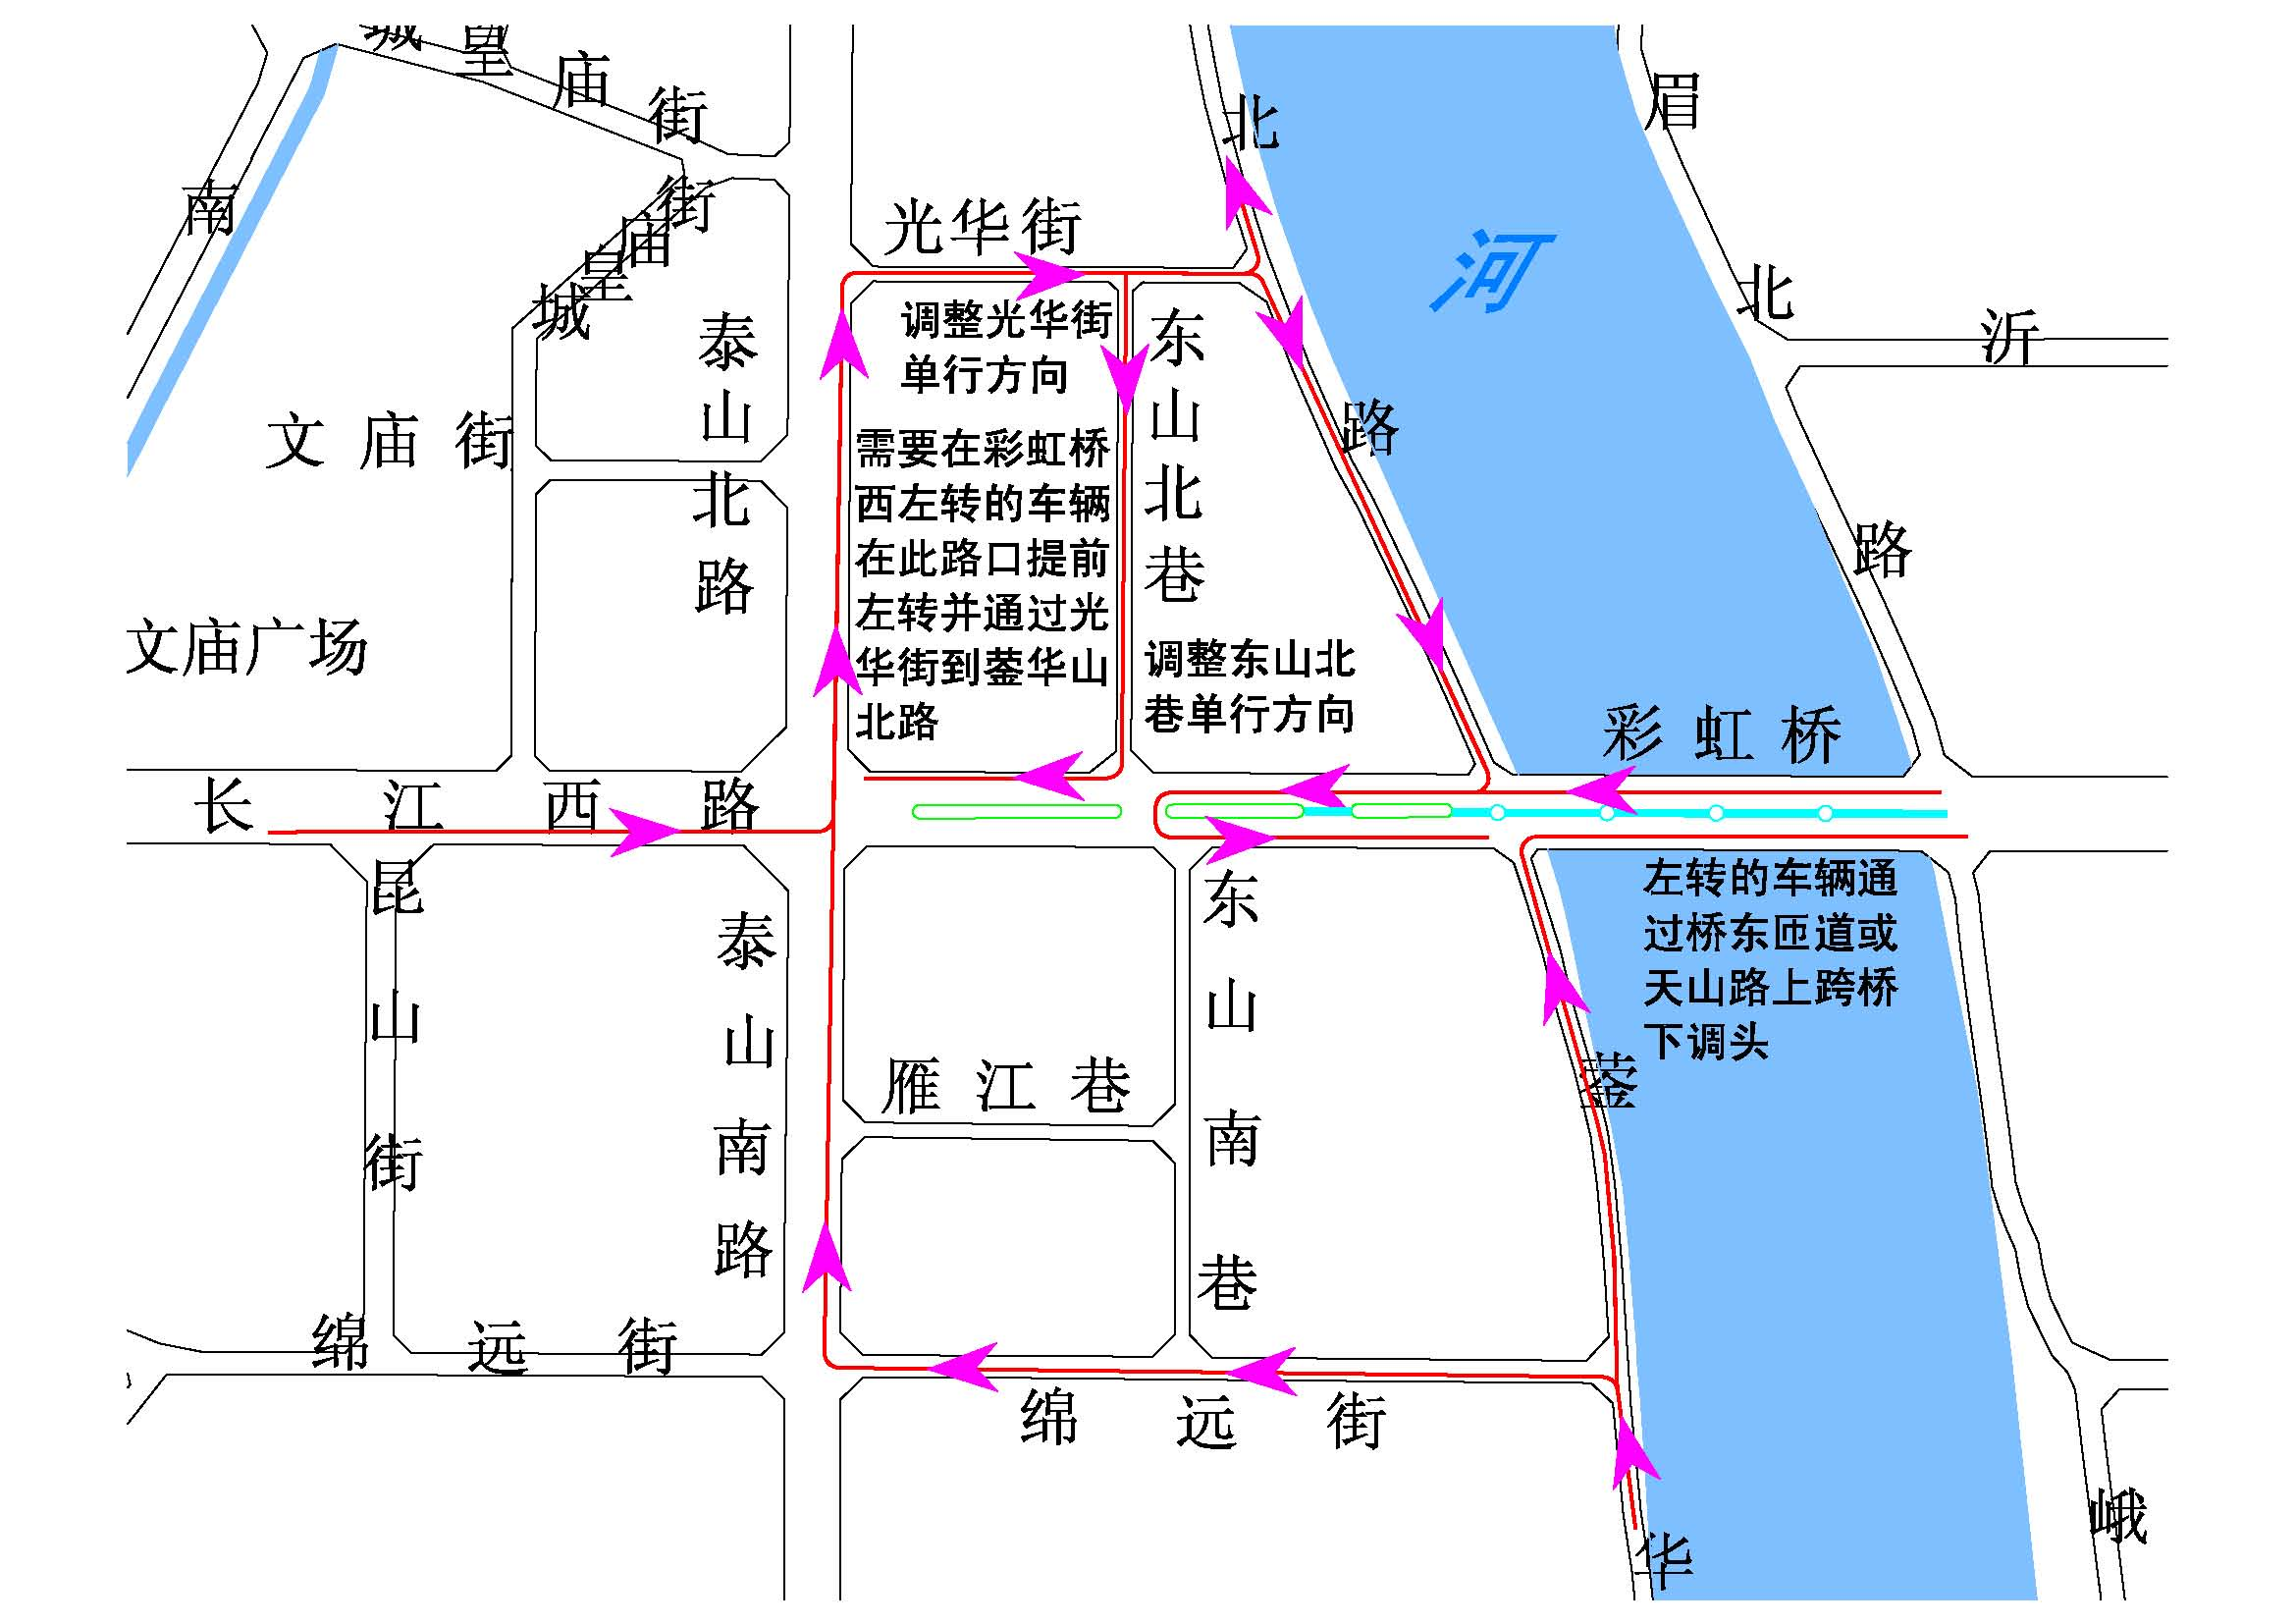 城皇庙街
眉
北
南
城皇庙街
光华街
河
北
沂
泰山北路
调整光华街
单行方向
东山北巷
路
文庙街
需要在彩虹桥
西左转的车辆
在此路口提前
左转并通过光
华街到蓥华山
北路
路
文庙广场
调整东山北
巷单行方向
彩虹桥
长江西路
昆山街
泰山南路
东山南巷
左转的车辆通
过桥东匝道或
天山路上跨桥
下调头
雁江巷
蓥
绵远街
绵远街
峨
华